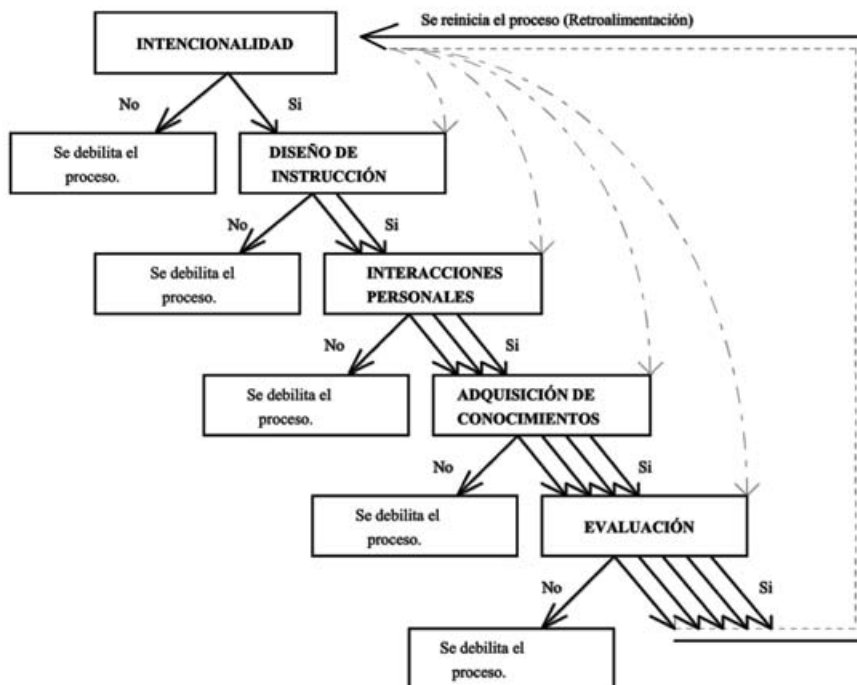 Se reinicia el proceso (Retroalimentación)
INTENCIONALIDAD
No
Si
Se debilita el
proceso.
DISEÑO DE
INSTRUCCIÓN
No
Si
Se debilita el
proceso.
INTERACCIONES
PERSONALES
No
Si
Se debilita el
proceso.
ADQUISICIÓN DE
CONOCIMIENTOS
No
Si
Se debilita el
proceso.
EVALUACIÓN
No
Si
Se debilita el
proceso.